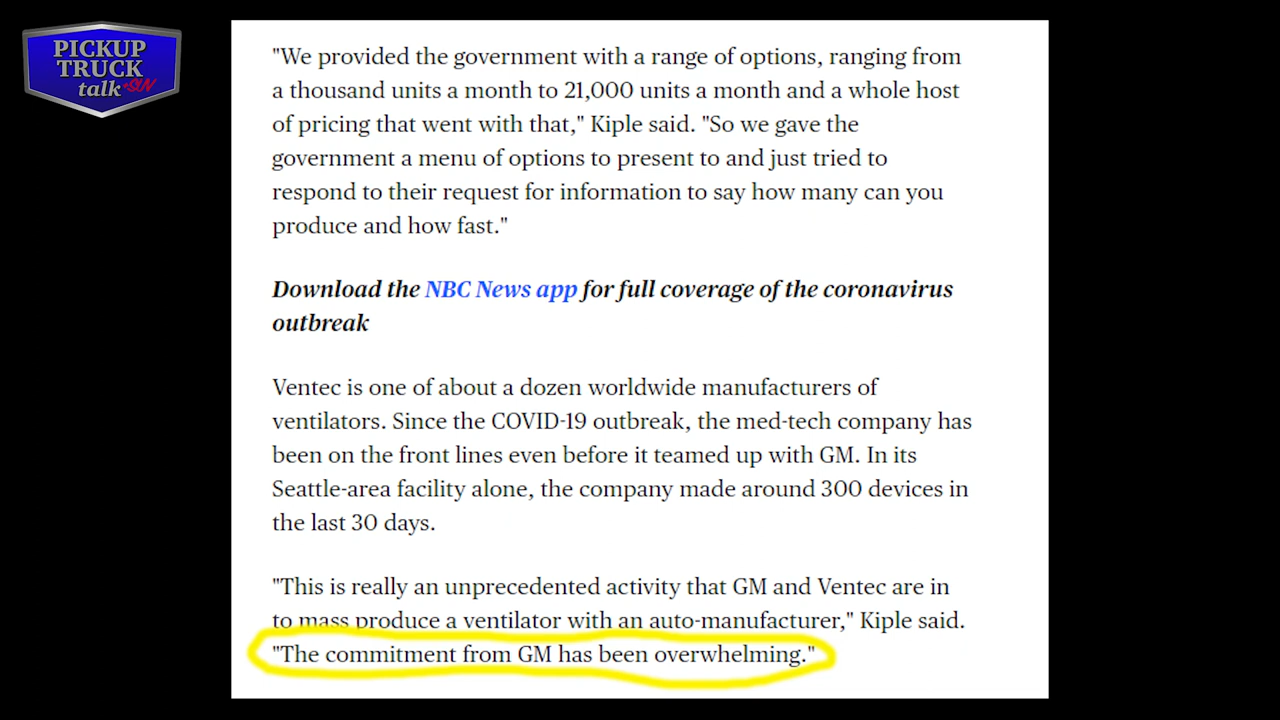 PICKUP
TRUCK
talk +SUV
"We provided the government with a range of options, ranging from
a thousand units a month to 21,000 units a month and a whole host
of pricing that went with that," Kiple said. "So we gave the
government a menu of options to present to and just tried to
respond to their request for information to say how many can you
produce and how fast."
Download the NBC News app for full coverage of the coronavirus
outbreak
Ventec is one of about a dozen worldwide manufacturers of
ventilators. Since the COVID-19 outbreak, the med-tech company has
been on the front lines even before it teamed up with GM. In its
Seattle-area facility alone, the company made around 300 devices in
the last 30 days.
"This is really an unprecedented activity that GM and Ventec are in
to mass produce a ventilator with an auto-manufacturer," Kiple said.
"The commitment from GM has been overwhelming."